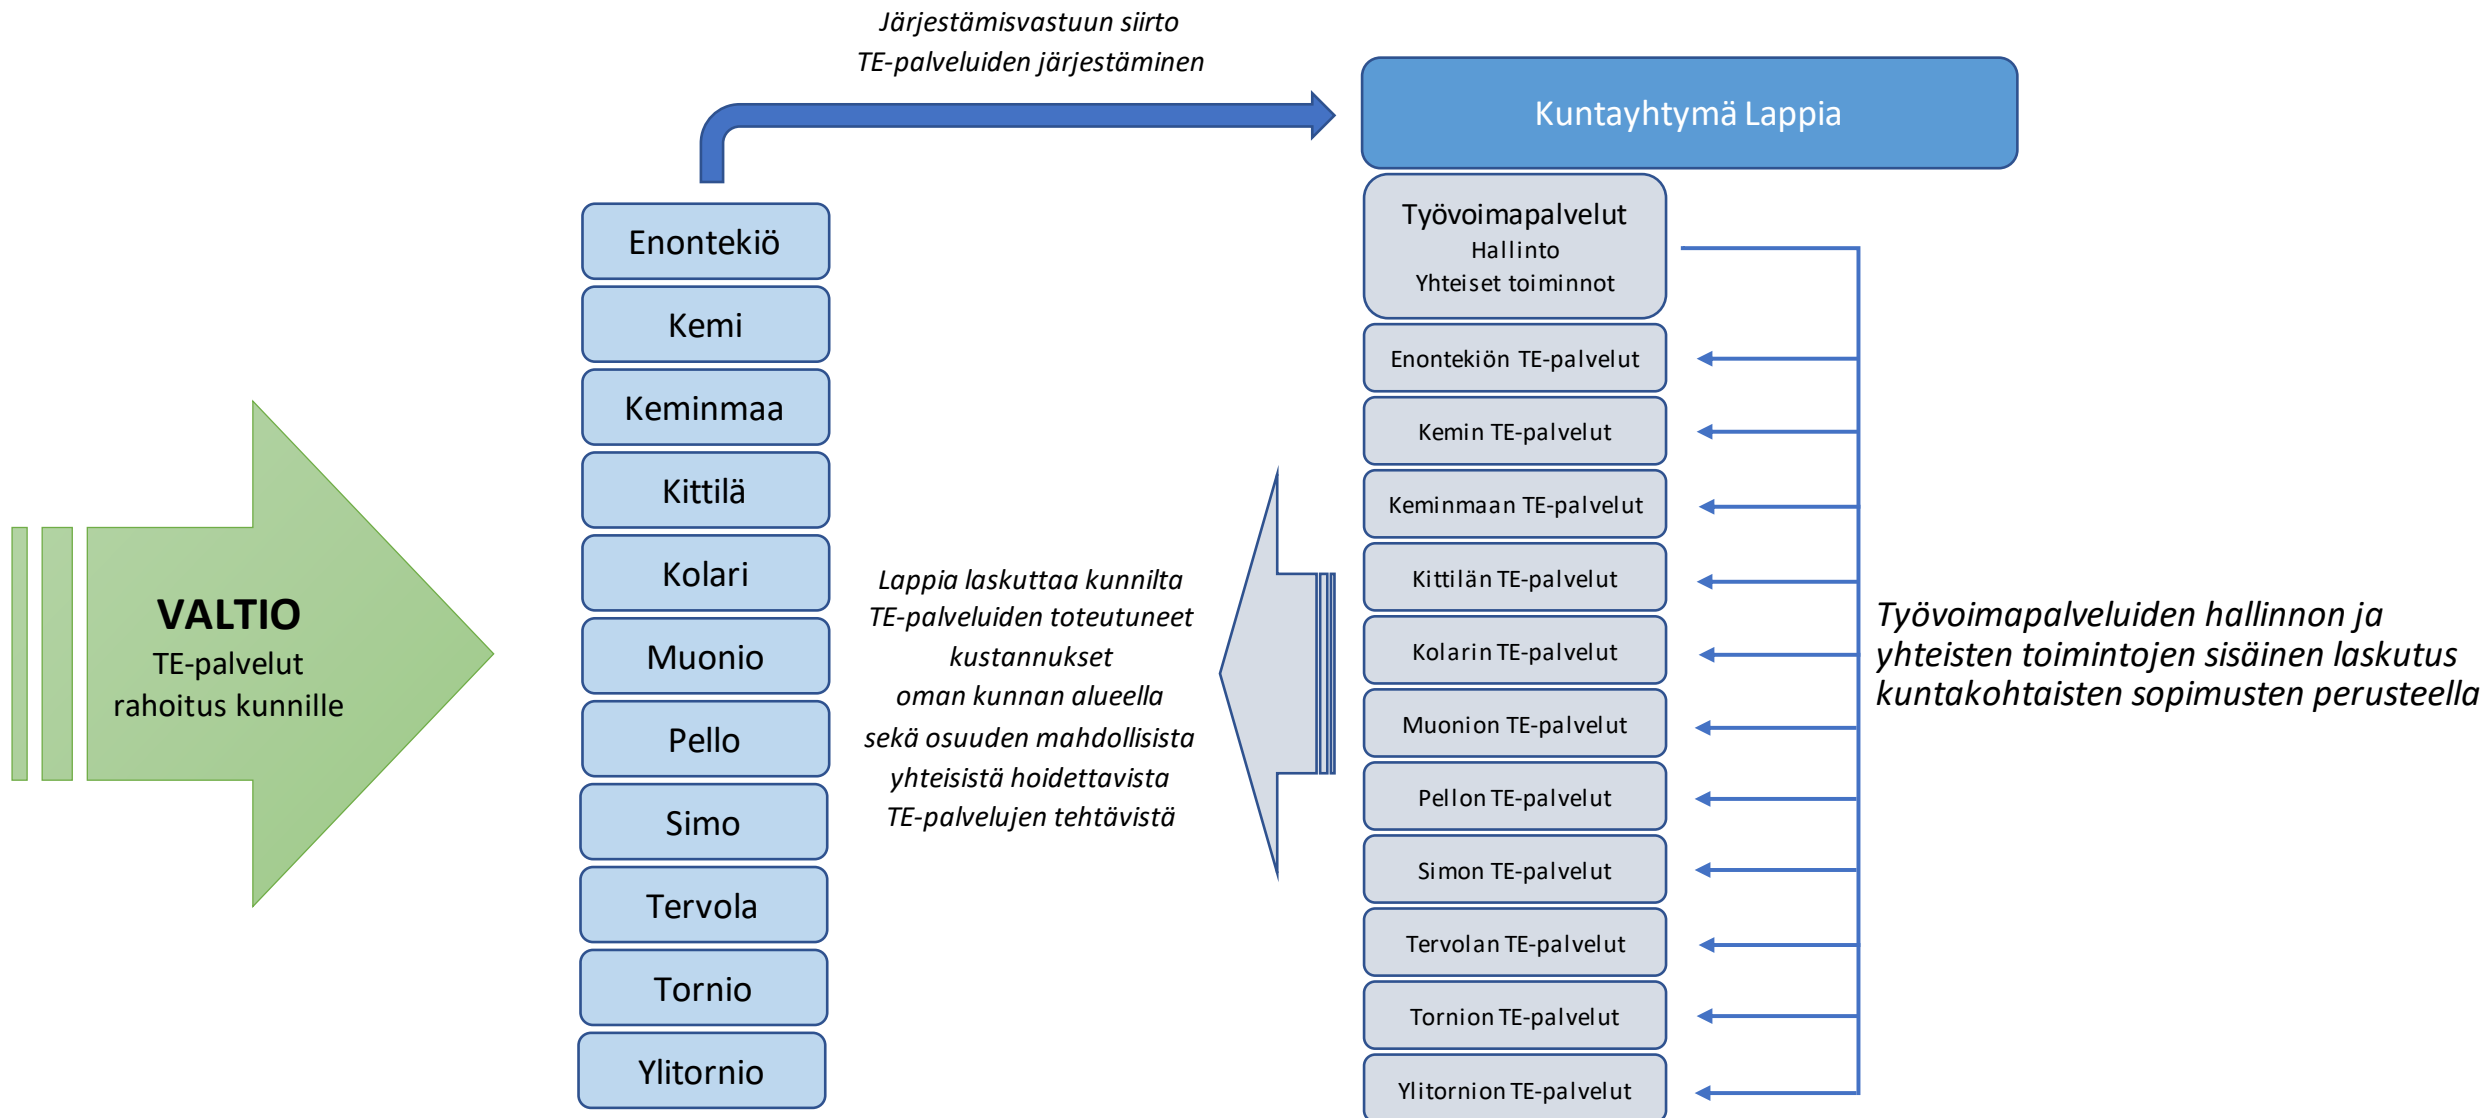 Järjestämisvastuun siirto
TE-palveluiden järjestäminen
Kuntayhtymä Lappia
VALTIO
TE-palvelut
rahoitus kunnille
Enontekiö
Kemi
Keminmaa
Kittilä
Kolari
Muonio
Pello
Simo
Tervola
Tornio
Ylitornio
Lappia laskuttaa kunnilta
TE-palveluiden toteutuneet
kustannukset
oman kunnan alueella
sekä osuuden mahdollisista
yhteisistä hoidettavista
TE-palvelujen tehtävistä
Työvoimapalvelut
Hallinto
Yhteiset toiminnot
Enontekiön TE-palvelut
Kemin TE-palvelut
Keminmaan TE-palvelut
Kittilän TE-palvelut
Kolarin TE-palvelut
Muonion TE-palvelut
Pellon TE-palvelut
Simon TE-palvelut
Tervolan TE-palvelut
Tornion TE-palvelut
Ylitornion TE-palvelut
Työvoimapalveluiden hallinnon ja
yhteisten toimintojen sisäinen laskutus
kuntakohtaisten sopimusten perusteella